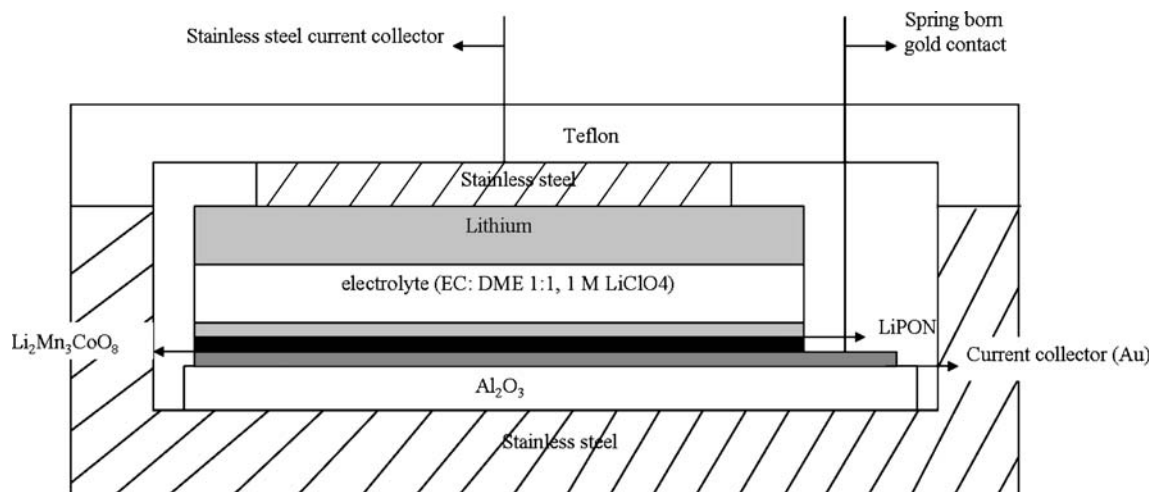 Stainless steel current collector
Spring born
gold contact
Teflon
Stainless steel
Lithium
electrolyte (EC: DME 1:1, 1 M LiClO4)
LiPON
Li₂Mn₃CoO₈
Current collector (Au)
Al₂O₃
Stainless steel